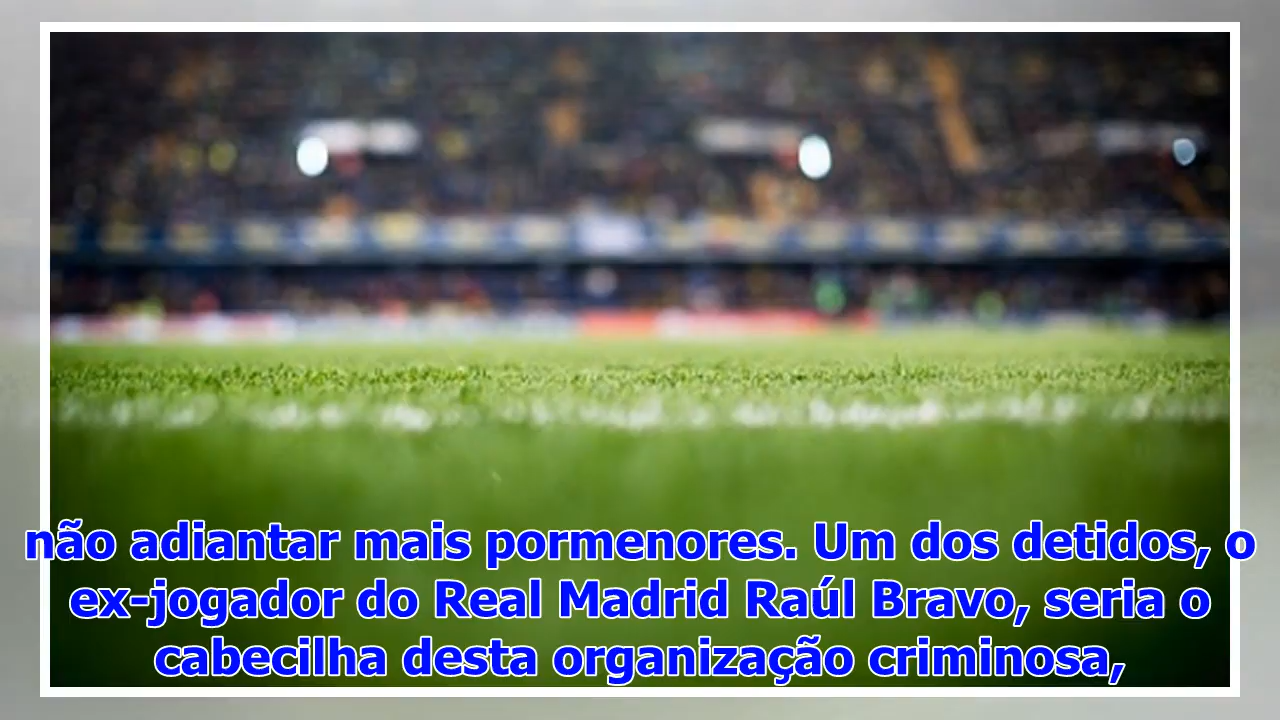 não adiantar mais pormenores. Um dos detidos, o
ex-jogador do Real Madrid Raúl Bravo, seria o
cabecilha desta organização criminosa,